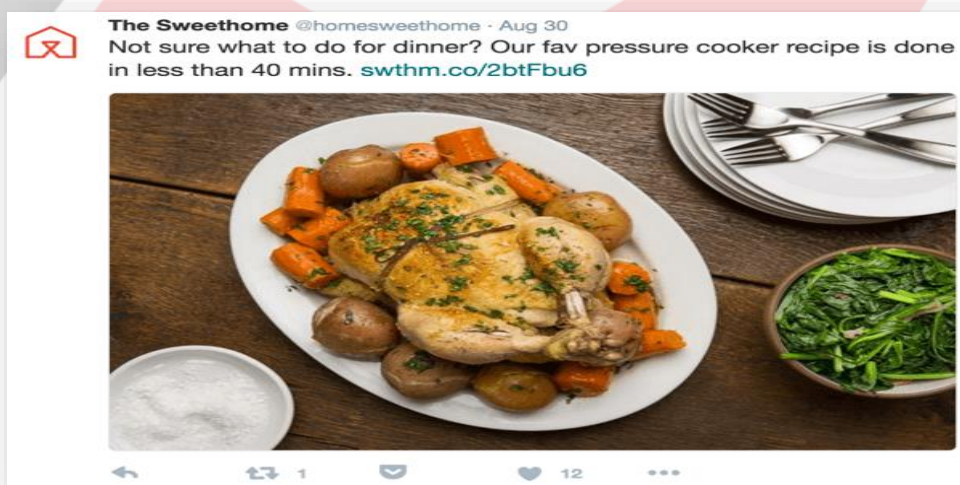 The Sweethome @homesweethome · Aug 30
Not sure what to do for dinner? Our fav pressure cooker recipe is done
in less than 40 mins. swthm.co/2btFbu6
1 12